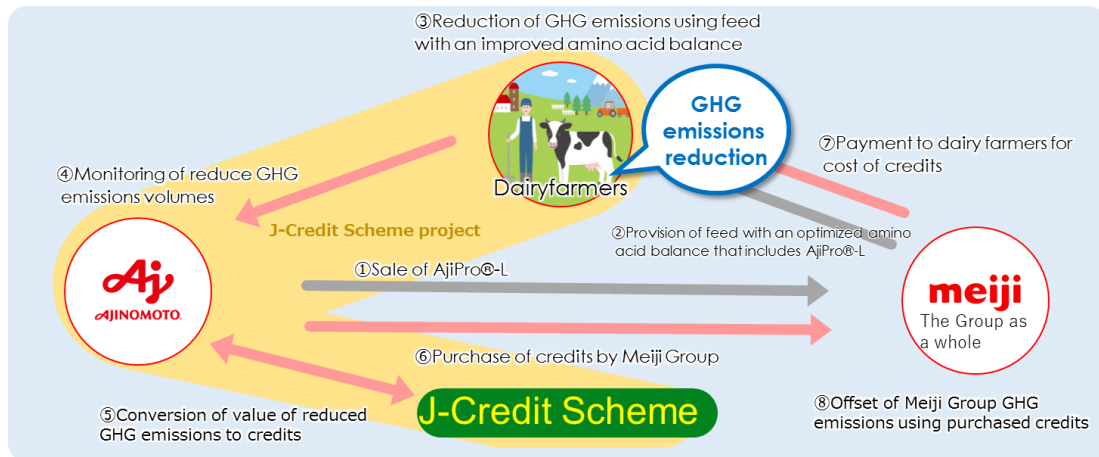 ③Reduction of GHG emissions using feed
with an improved amino acid balance
GHG
emissions
reduction
Dairyfarmers
⑦Payment to dairy farmers for
cost of credits
④Monitoring of reduce GHG
emissions volumes
J-Credit Scheme project
②Provision of feed with an optimized amino
acid balance that includes AjiPro®-L
①Sale of AjiPro®-L
Aj
AJINOMOTO.
meiji
The Group as
a whole
⑥Purchase of credits by Meiji Group
⑤Conversion of value of reduced
GHG emissions to credits
J-Credit Scheme
⑧Offset of Meiji Group GHG
emissions using purchased credits